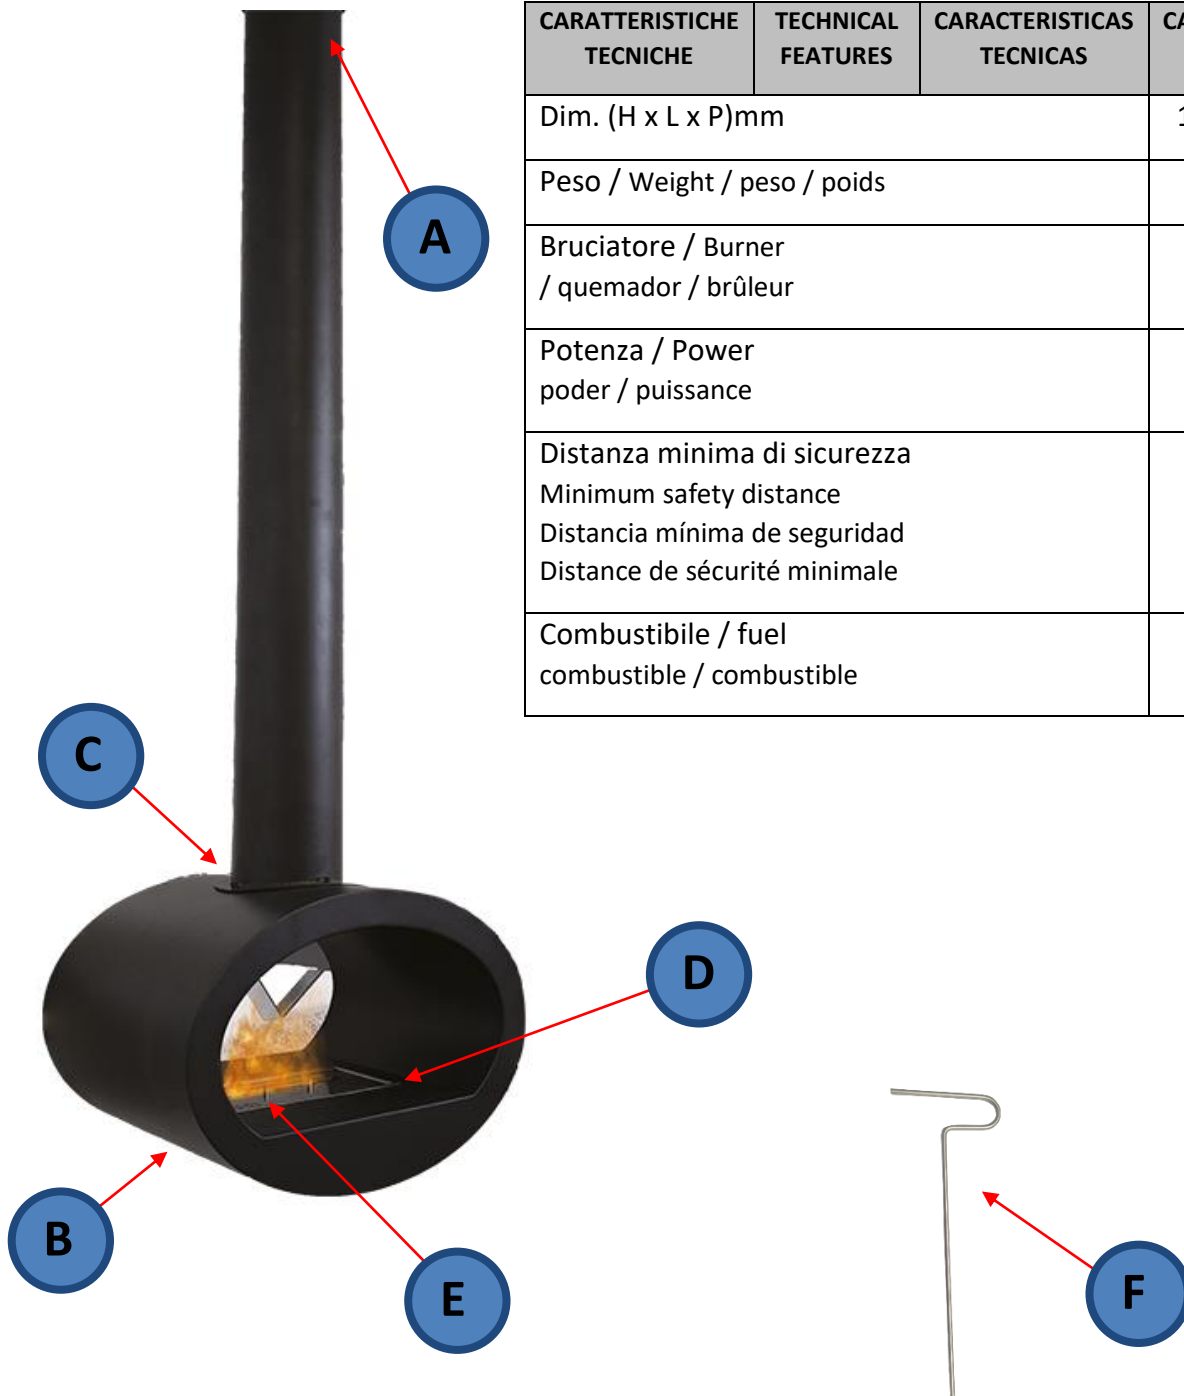 CARATTERISTICHE TECHNICAL CARACTERISTICAS CA
TECNICHE FEATURES TECNICAS
Dim. (H x L x P)mm 1
Peso / Weight / peso / poids
Bruciatore / Burner
/ quemador / brûleur
Potenza / Power
poder / puissance
Distanza minima di sicurezza
Minimum safety distance
Distancia mínima de seguridad
Distance de sécurité minimale
Combustibile / fuel
combustible / combustible
A
C
D
B
E
F